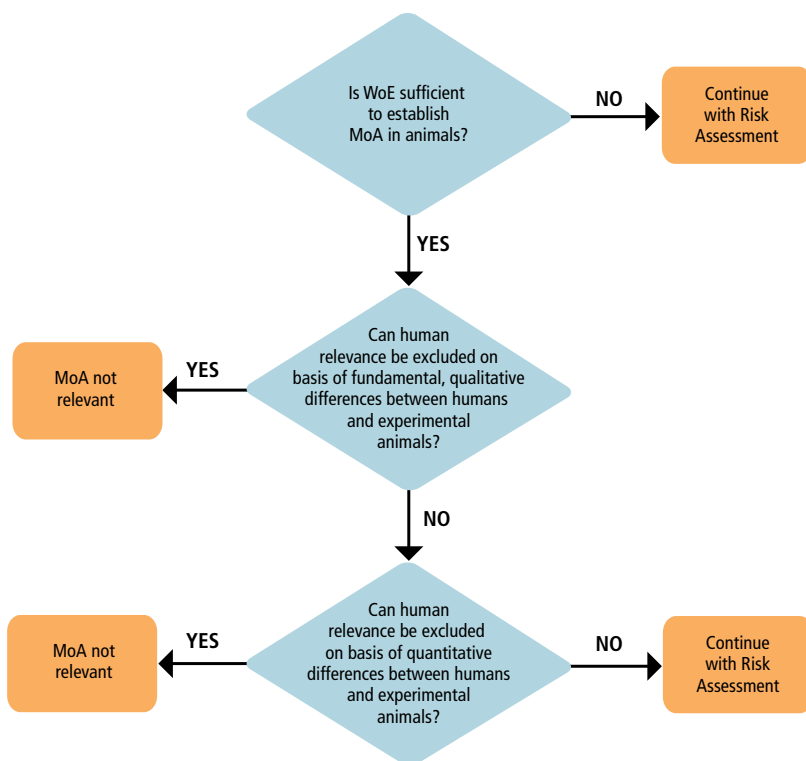 Is WoE sufficient
to establish
MoA in animals?
NO
Continue
with Risk
Assessment
YES
Can human
relevance be excluded on
basis of fundamental, qualitative
differences between humans
and experimental
animals?
YES
MoA not
relevant
NO
Can human
relevance be excluded
on basis of quantitative
differences between humans
and experimental
animals?
YES
MoA not
relevant
NO
Continue
with Risk
Assessment